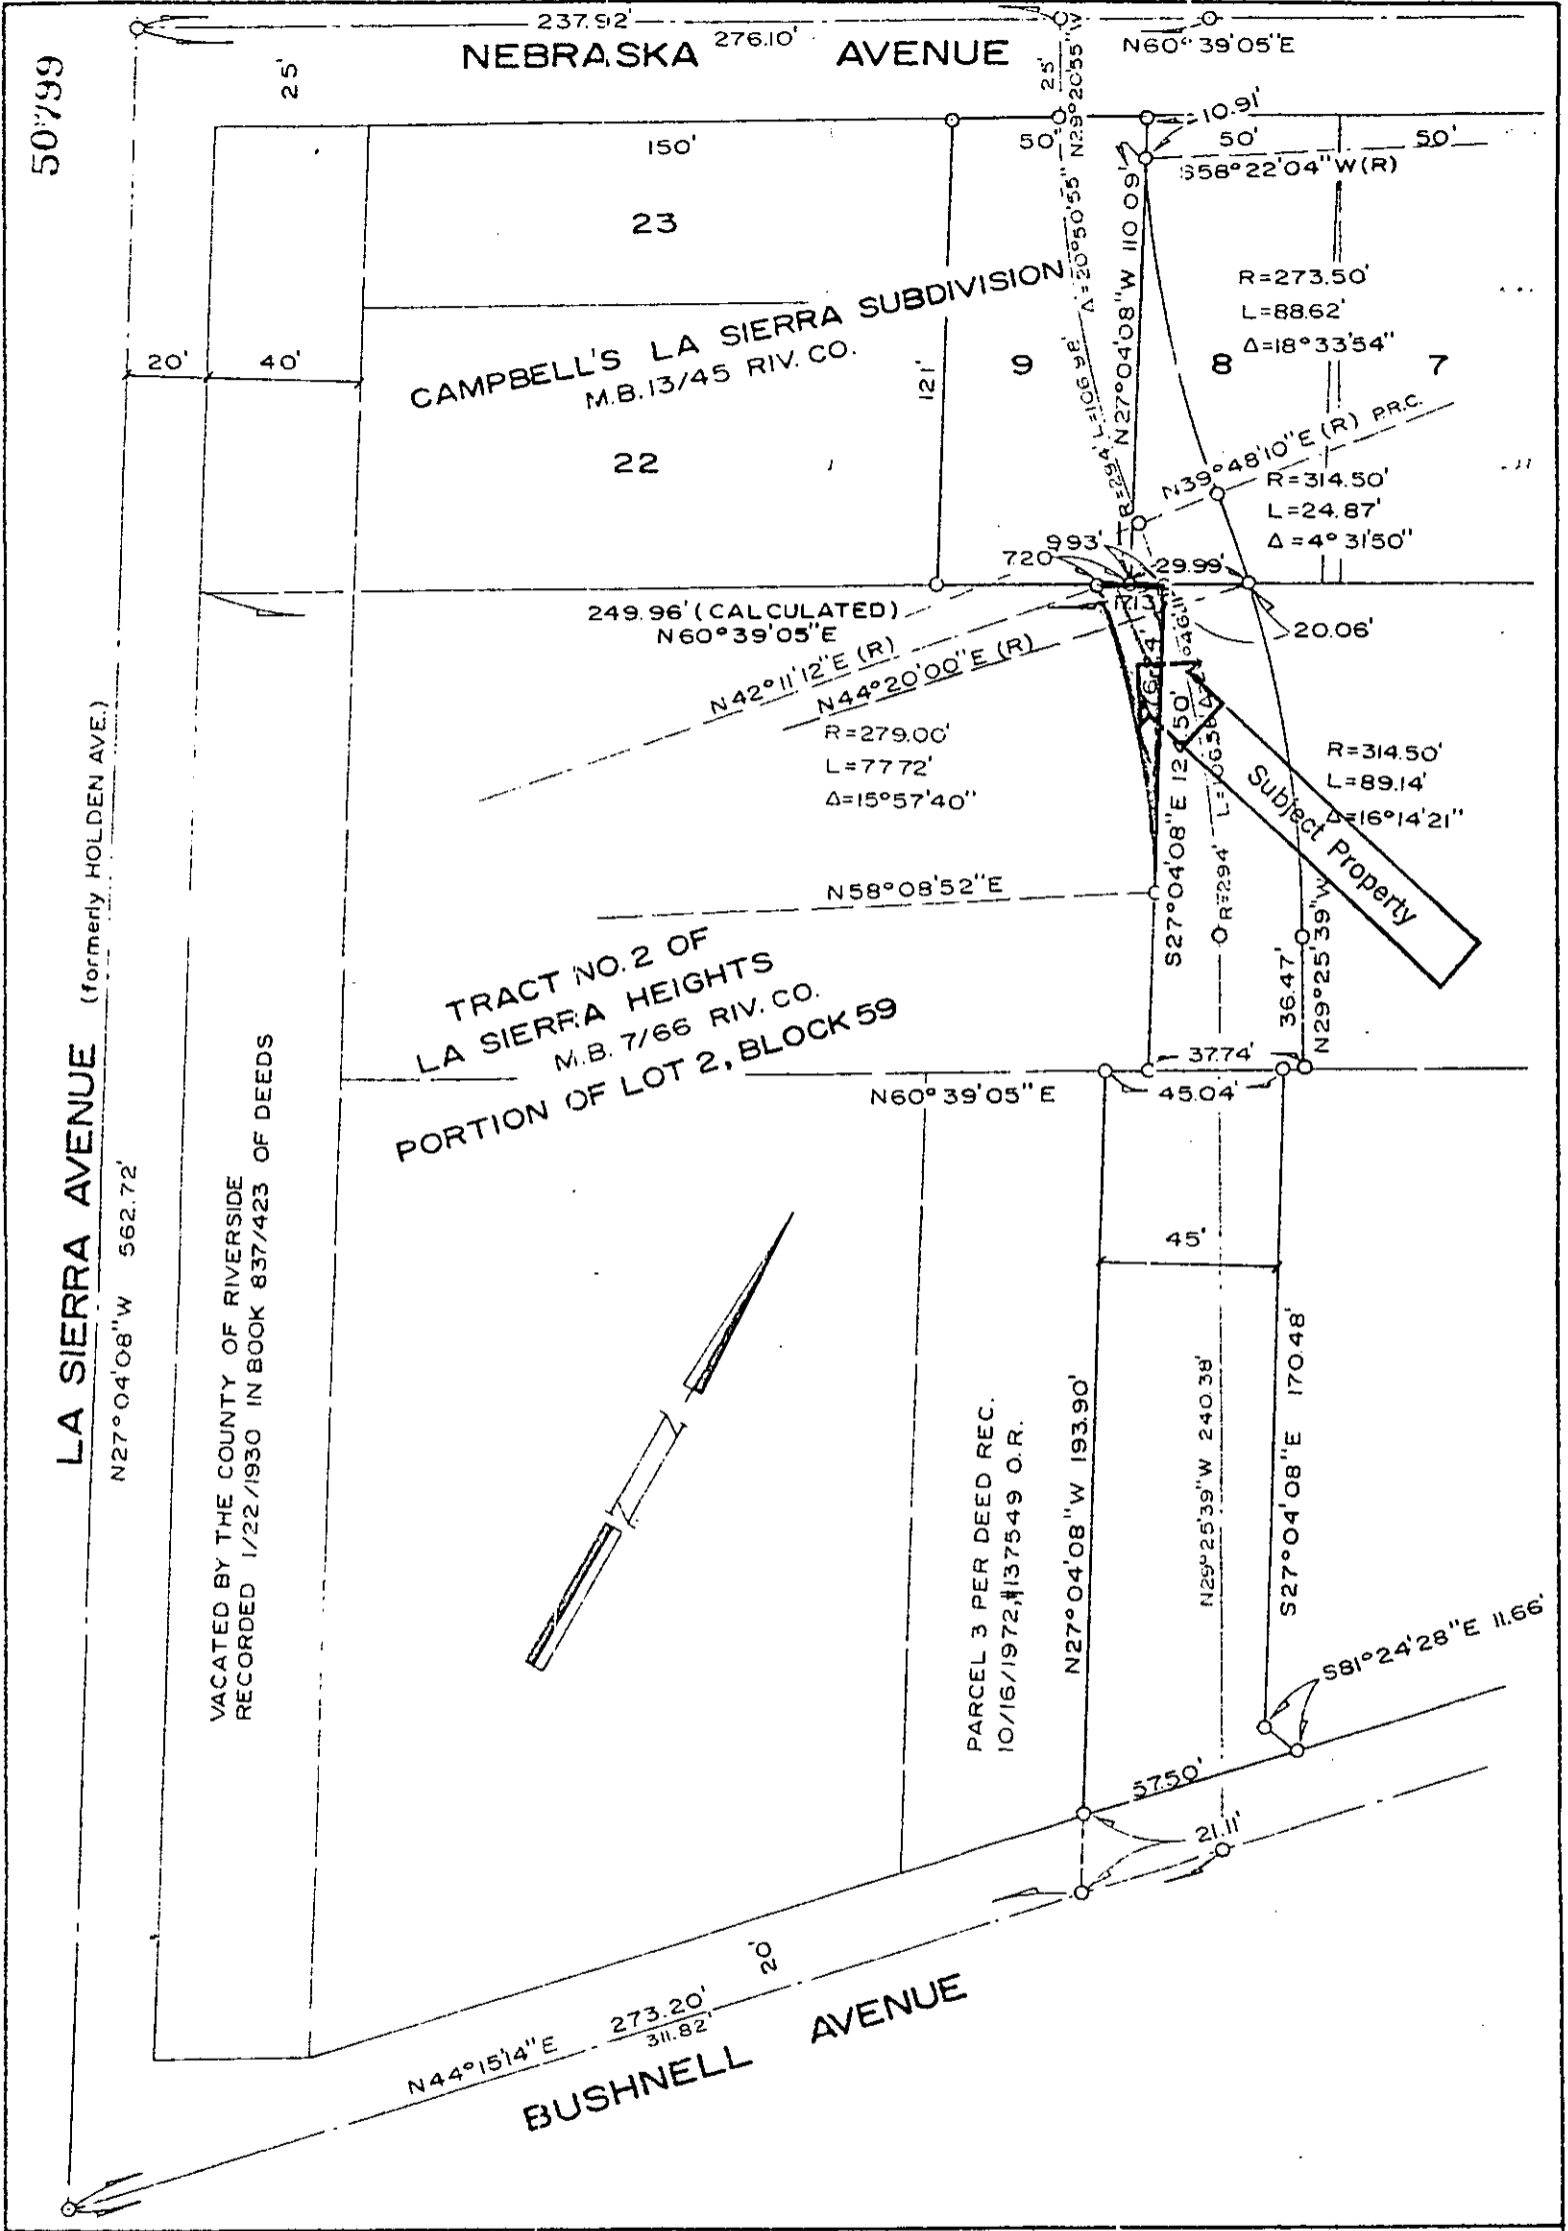 50799
237.92'
276.10'
NEBRASKA AVENUE
N60°39'05"E
25'
25'
N29°20'55"W
10.91'
150'
50'
50'
50'
S58°22'04"W(R)
23
CAMPBELL'S LA SIERRA SUBDIVISION
M.B. 13/45 RIV. CO.
22
20'
40'
121'
9
8
7
R=294' L=106.98' Δ=20°50'55"
N27°04'08"W 110.09'
R=273.50'
L=88.62'
Δ=18°33'54"
N39°48'10"E (R) P.R.C.
R=314.50'
L=24.87'
Δ=4°31'50"
9.93'
7.20
29.99'
249.96' (CALCULATED)
N60°39'05"E
20.06'
N42°11'12"E (R)
N44°20'00"E (R)
R=279.00'
L=77.72'
Δ=15°57'40"
S27°04'08"E 124.50'
R=294'
Subject Property
R=314.50'
L=89.14'
Δ=16°14'21"
N58°08'52"E
36.47'
N29°25'39"W
TRACT NO. 2 OF
LA SIERRA HEIGHTS
M.B. 7/66 RIV. CO.
PORTION OF LOT 2, BLOCK 59
37.74'
N60°39'05"E
45.04'
LA SIERRA AVENUE (formerly HOLDEN AVE.)
N27°04'08"W 562.72'
VACATED BY THE COUNTY OF RIVERSIDE
RECORDED 1/22/1930 IN BOOK 837/423 OF DEEDS
45'
PARCEL 3 PER DEED REC.
10/16/1972, #137549 O.R.
N27°04'08"W 193.90'
N29°25'39"W 240.38'
S27°04'08"E 170.48'
S81°24'28"E 11.66'
57.50'
21.11'
20'
N44°15'14"E
273.20'
311.82'
BUSHNELL AVENUE